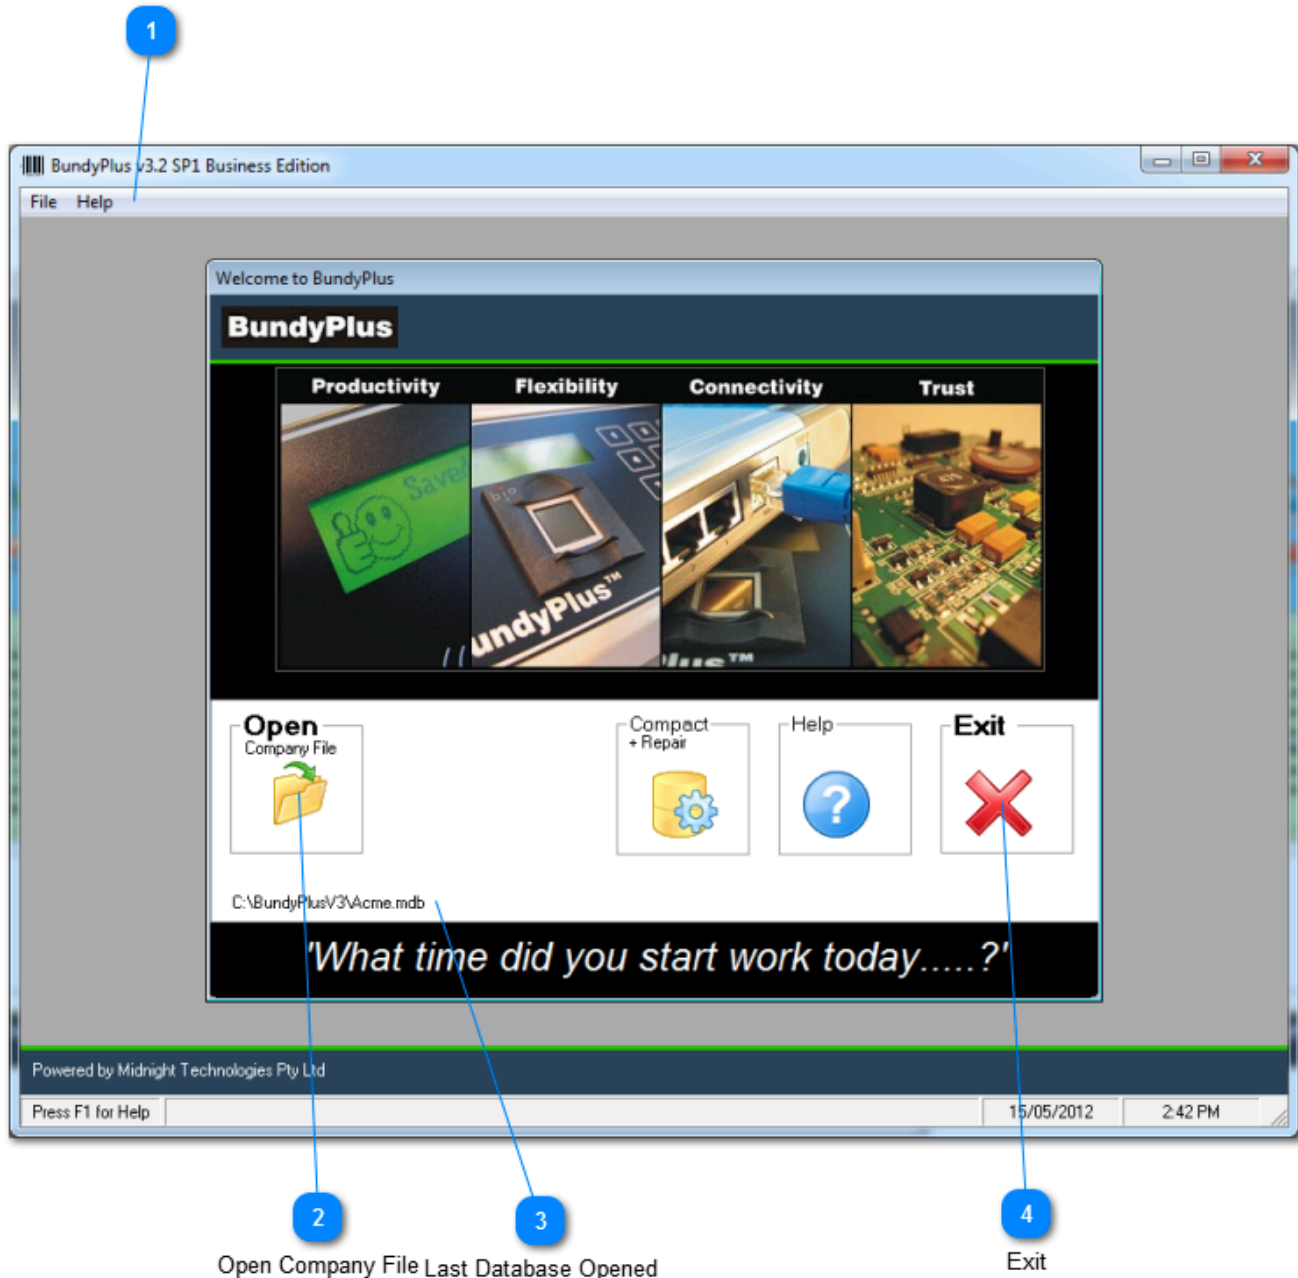 1
BundyPlus v3.2 SP1 Business Edition
File Help
Welcome to BundyPlus
BundyPlus
Productivity Flexibility Connectivity Trust
Saved
bio
undyPlus™
lus™
Open
Company File
Compact
+ Repair
Help
Exit
?
C:\BundyPlusV3\Acme.mdb
'What time did you start work today.....?'
Powered by Midnight Technologies Pty Ltd
Press F1 for Help 15/05/2012 2:42 PM
2 3 4
Open Company File Last Database Opened Exit